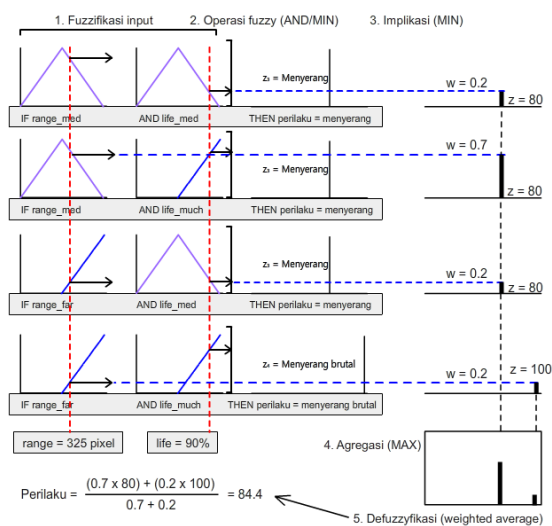 1. Fuzzifikasi input 2. Operasi fuzzy (AND/MIN) 3. Implikasi (MIN)
z₃ = Menyerang w = 0.2
z = 80
IF range_med AND life_med THEN perilaku = menyerang
w = 0.7
z₃ = Menyerang
z = 80
IF range_med AND life_much THEN perilaku = menyerang
z₃ = Menyerang w = 0.2
z = 80
IF range_far AND life_med THEN perilaku = menyerang
z₄ = Menyerang brutal w = 0.2 z = 100
IF range_far AND life_much THEN perilaku = menyerang brutal
range = 325 pixel life = 90% 4. Agregasi (MAX)
Perilaku = (0.7 x 80) + (0.2 x 100) = 84.4
0.7 + 0.2
5. Defuzzyfikasi (weighted average)